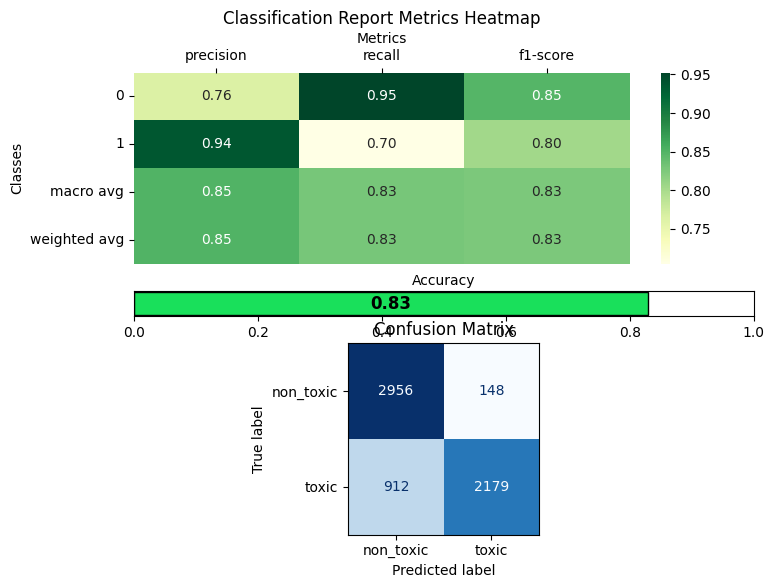 Classification Report Metrics Heatmap
Metrics
precision recall f1-score
0 0.76 0.95 0.85
1 0.94 0.70 0.80
macro avg 0.85 0.83 0.83
weighted avg 0.85 0.83 0.83
Classes
0.95
0.90
0.85
0.80
0.75
Accuracy
0.83
0.0 0.2 0.4 0.6 0.8 1.0
Confusion Matrix
non_toxic 2956 148
toxic 912 2179
True label
non_toxic toxic
Predicted label